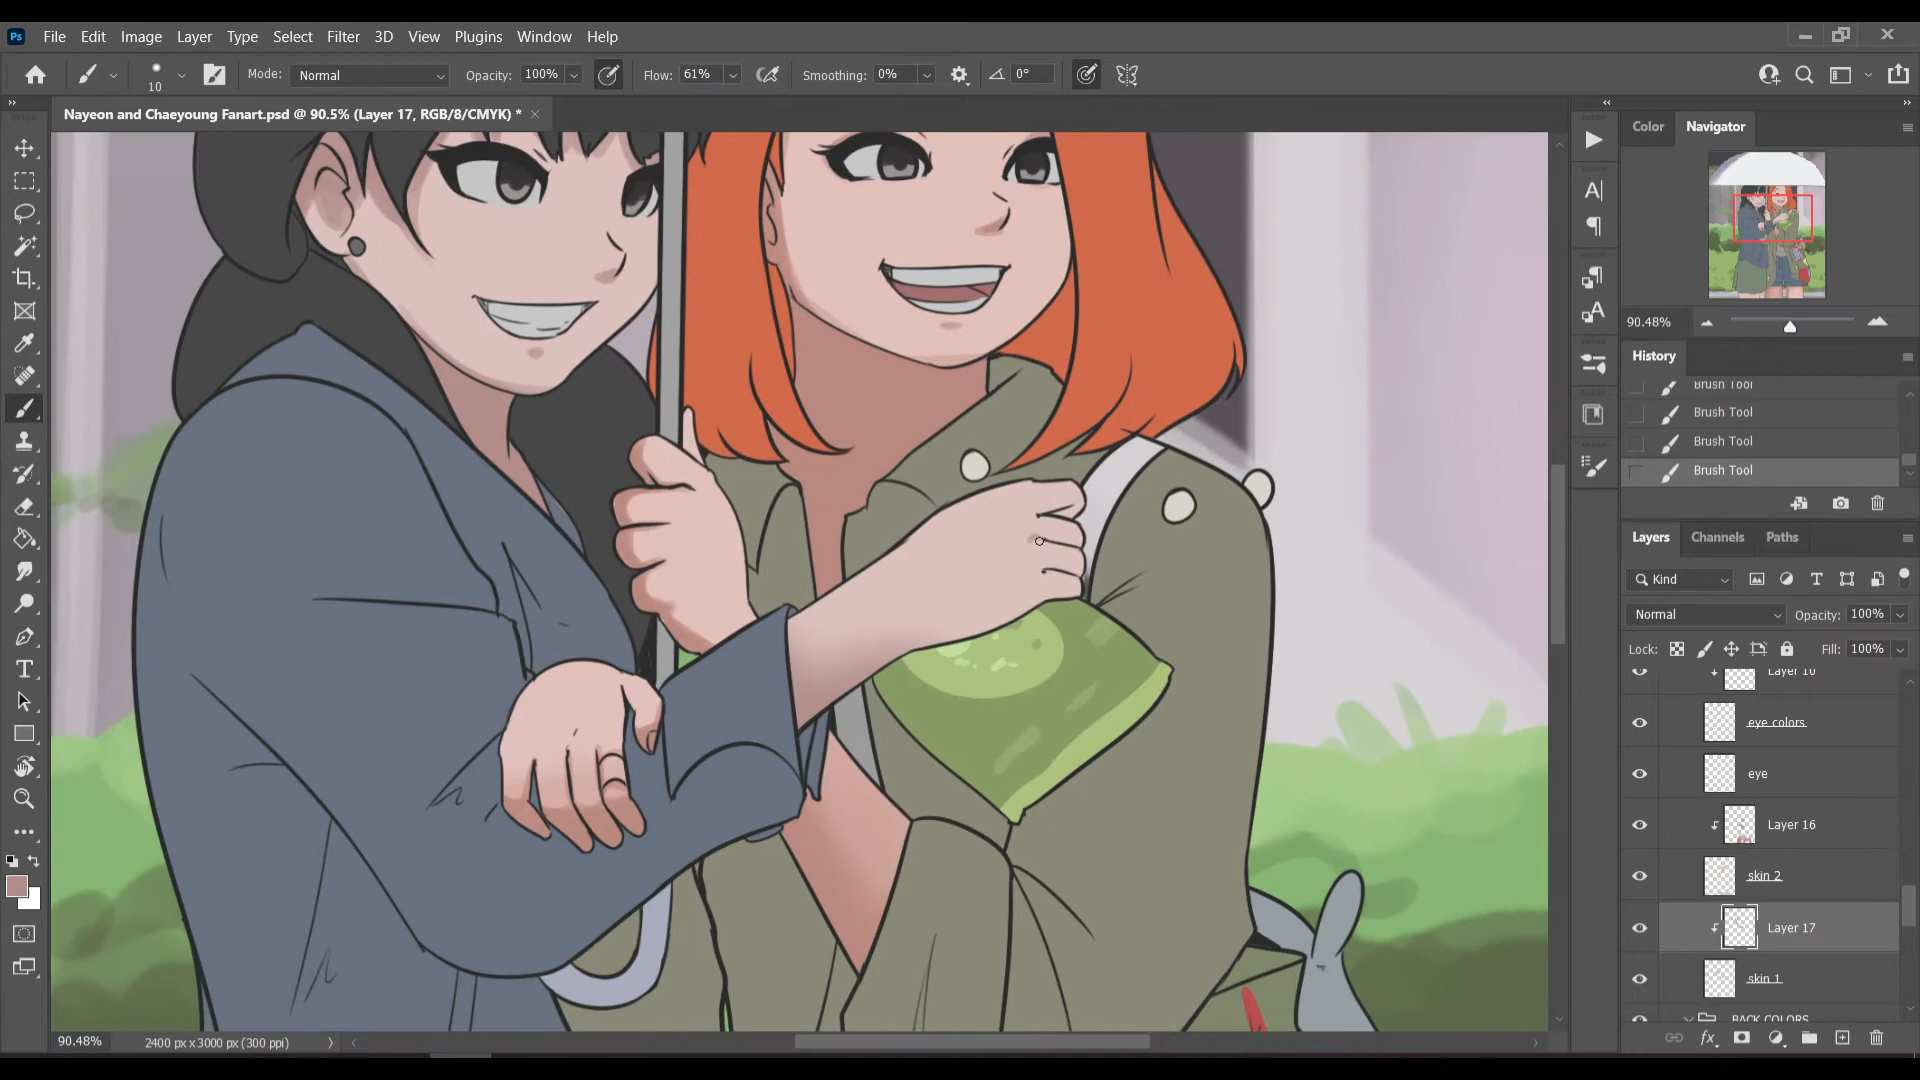 Ps File Edit Image Layer Type Select Filter 3D View Plugins Window Help
10 Mode: Normal Opacity: 100% Flow: 61% Smoothing: 0% 0°
Nayeon and Chaeyoung Fanart.psd @ 90.5% (Layer 17, RGB/8/CMYK) *
Color Navigator
90.48%
History
Brush Tool
Brush Tool
Brush Tool
Brush Tool
Layers Channels Paths
Kind
Normal Opacity: 100%
Lock: Fill: 100%
Layer 10
eye colors
eye
Layer 16
skin 2
Layer 17
skin 1
BACK COLORS
90.48% 2400 px x 3000 px (300 ppi)